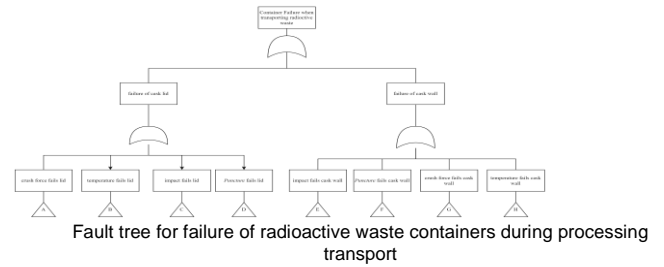 Container Failure when
transporting radioctive
waste
failure of cask lid
failure of cask wall
crush force fails lid
temperature fails lid
impact fails lid
Puncture fails lid
impact fails cask wall
Puncture fails cask wall
crush force fails cask
wall
temperature fails cask
wall
A
B
C
D
E
F
G
H
Fault tree for failure of radioactive waste containers during processing
transport